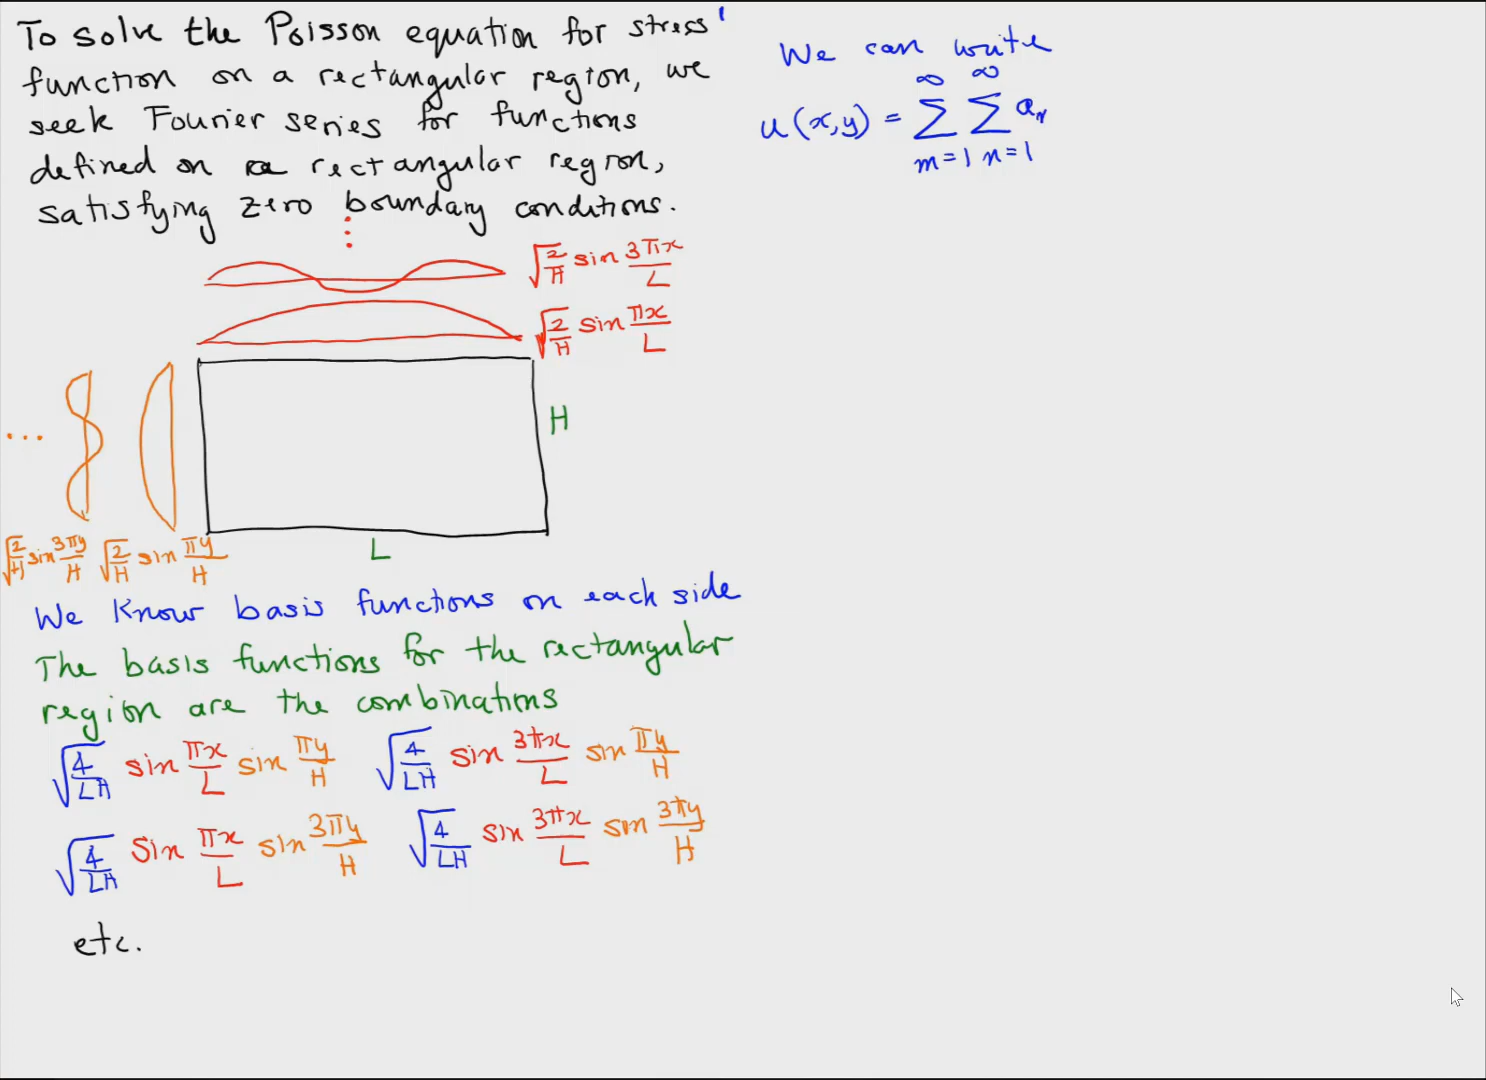 To solve the Poisson equation for stress
function on a rectangular region, we
seek Fourier series for functions
defined on a rectangular region,
satisfying zero boundary conditions.
⋮
√(2/H) sin 3πx/L
√(2/H) sin πx/L
H
...
√(2/H) sin 3πy/H √(2/H) sin πy/H
L
We know basis functions on each side
The basis functions for the rectangular
region are the combinations
√(4/LH) sin πx/L sin πy/H √(4/LH) sin 3πx/L sin πy/H
√(4/LH) sin πx/L sin 3πy/H √(4/LH) sin 3πx/L sin 3πy/H
etc.
We can write
u(x,y) = ∑_{m=1}^{∞} ∑_{n=1}^{∞} a